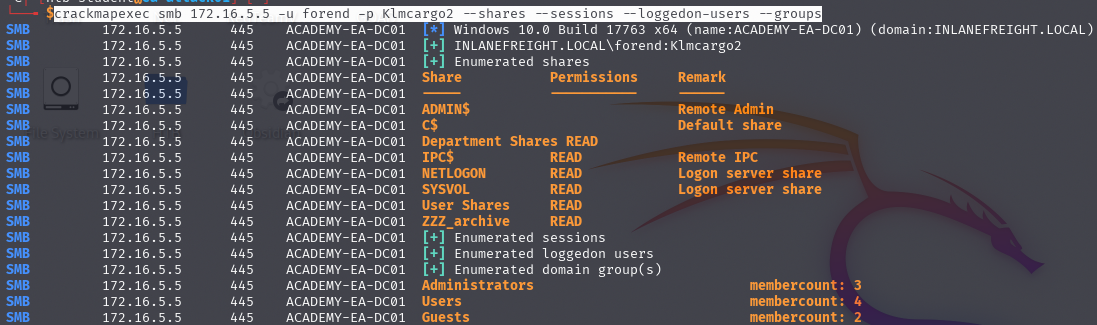 $crackmapexec smb 172.16.5.5 -u forend -p Klmcargo2 --shares --sessions --loggedon-users --groups
SMB 172.16.5.5 445 ACADEMY-EA-DC01 [*] Windows 10.0 Build 17763 x64 (name:ACADEMY-EA-DC01) (domain:INLANEFREIGHT.LOCAL)
SMB 172.16.5.5 445 ACADEMY-EA-DC01 [+] INLANEFREIGHT.LOCAL\forend:Klmcargo2
SMB 172.16.5.5 445 ACADEMY-EA-DC01 [+] Enumerated shares
SMB 172.16.5.5 445 ACADEMY-EA-DC01 Share Permissions Remark
SMB 172.16.5.5 445 ACADEMY-EA-DC01 ----- ----------- ------
SMB 172.16.5.5 445 ACADEMY-EA-DC01 ADMIN$ Remote Admin
SMB 172.16.5.5 445 ACADEMY-EA-DC01 C$ Default share
SMB 172.16.5.5 445 ACADEMY-EA-DC01 Department Shares READ
SMB 172.16.5.5 445 ACADEMY-EA-DC01 IPC$ READ Remote IPC
SMB 172.16.5.5 445 ACADEMY-EA-DC01 NETLOGON READ Logon server share
SMB 172.16.5.5 445 ACADEMY-EA-DC01 SYSVOL READ Logon server share
SMB 172.16.5.5 445 ACADEMY-EA-DC01 User Shares READ
SMB 172.16.5.5 445 ACADEMY-EA-DC01 ZZZ_archive READ
SMB 172.16.5.5 445 ACADEMY-EA-DC01 [+] Enumerated sessions
SMB 172.16.5.5 445 ACADEMY-EA-DC01 [+] Enumerated loggedon users
SMB 172.16.5.5 445 ACADEMY-EA-DC01 [+] Enumerated domain group(s)
SMB 172.16.5.5 445 ACADEMY-EA-DC01 Administrators membercount: 3
SMB 172.16.5.5 445 ACADEMY-EA-DC01 Users membercount: 4
SMB 172.16.5.5 445 ACADEMY-EA-DC01 Guests membercount: 2